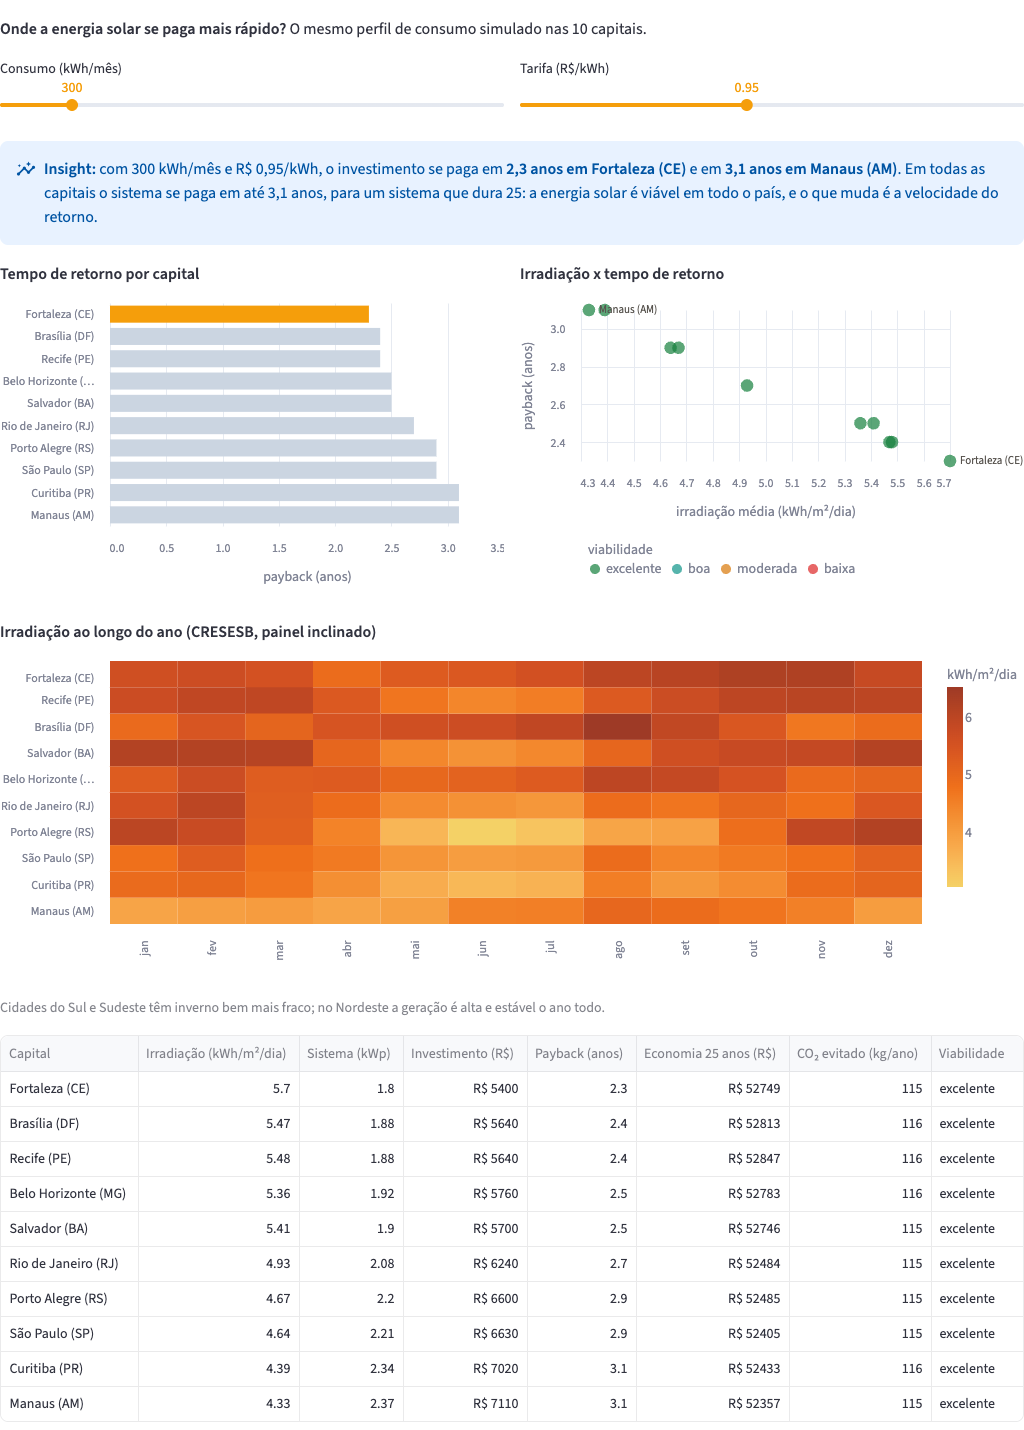 Onde a energia solar se paga mais rápido? O mesmo perfil de consumo simulado nas 10 capitais.
Consumo (kWh/mês)
300
Tarifa (R$/kWh)
0.95
Insight: com 300 kWh/mês e R$ 0,95/kWh, o investimento se paga em 2,3 anos em Fortaleza (CE) e em 3,1 anos em Manaus (AM). Em todas as
capitais o sistema se paga em até 3,1 anos, para um sistema que dura 25: a energia solar é viável em todo o país, e o que muda é a velocidade do
retorno.
Tempo de retorno por capital
Fortaleza (CE)
Brasília (DF)
Recife (PE)
Belo Horizonte (…
Salvador (BA)
Rio de Janeiro (RJ)
Porto Alegre (RS)
São Paulo (SP)
Curitiba (PR)
Manaus (AM)
0.0 0.5 1.0 1.5 2.0 2.5 3.0 3.5
payback (anos)
Irradiação x tempo de retorno
Manaus (AM)
3.0
2.8
2.6
2.4
payback (anos)
Fortaleza (CE)
4.3 4.4 4.5 4.6 4.7 4.8 4.9 5.0 5.1 5.2 5.3 5.4 5.5 5.6 5.7
irradiação média (kWh/m²/dia)
viabilidade
excelente boa moderada baixa
Irradiação ao longo do ano (CRESESB, painel inclinado)
Fortaleza (CE)
Recife (PE)
Brasília (DF)
Salvador (BA)
Belo Horizonte (…
Rio de Janeiro (RJ)
Porto Alegre (RS)
São Paulo (SP)
Curitiba (PR)
Manaus (AM)
jan fev mar abr mai jun jul ago set out nov dez
kWh/m²/dia
6
5
4
Cidades do Sul e Sudeste têm inverno bem mais fraco; no Nordeste a geração é alta e estável o ano todo.
Capital Irradiação (kWh/m²/dia) Sistema (kWp) Investimento (R$) Payback (anos) Economia 25 anos (R$) CO₂ evitado (kg/ano) Viabilidade
Fortaleza (CE) 5.7 1.8 R$ 5400 2.3 R$ 52749 115 excelente
Brasília (DF) 5.47 1.88 R$ 5640 2.4 R$ 52813 116 excelente
Recife (PE) 5.48 1.88 R$ 5640 2.4 R$ 52847 116 excelente
Belo Horizonte (MG) 5.36 1.92 R$ 5760 2.5 R$ 52783 116 excelente
Salvador (BA) 5.41 1.9 R$ 5700 2.5 R$ 52746 115 excelente
Rio de Janeiro (RJ) 4.93 2.08 R$ 6240 2.7 R$ 52484 115 excelente
Porto Alegre (RS) 4.67 2.2 R$ 6600 2.9 R$ 52485 115 excelente
São Paulo (SP) 4.64 2.21 R$ 6630 2.9 R$ 52405 115 excelente
Curitiba (PR) 4.39 2.34 R$ 7020 3.1 R$ 52433 116 excelente
Manaus (AM) 4.33 2.37 R$ 7110 3.1 R$ 52357 115 excelente